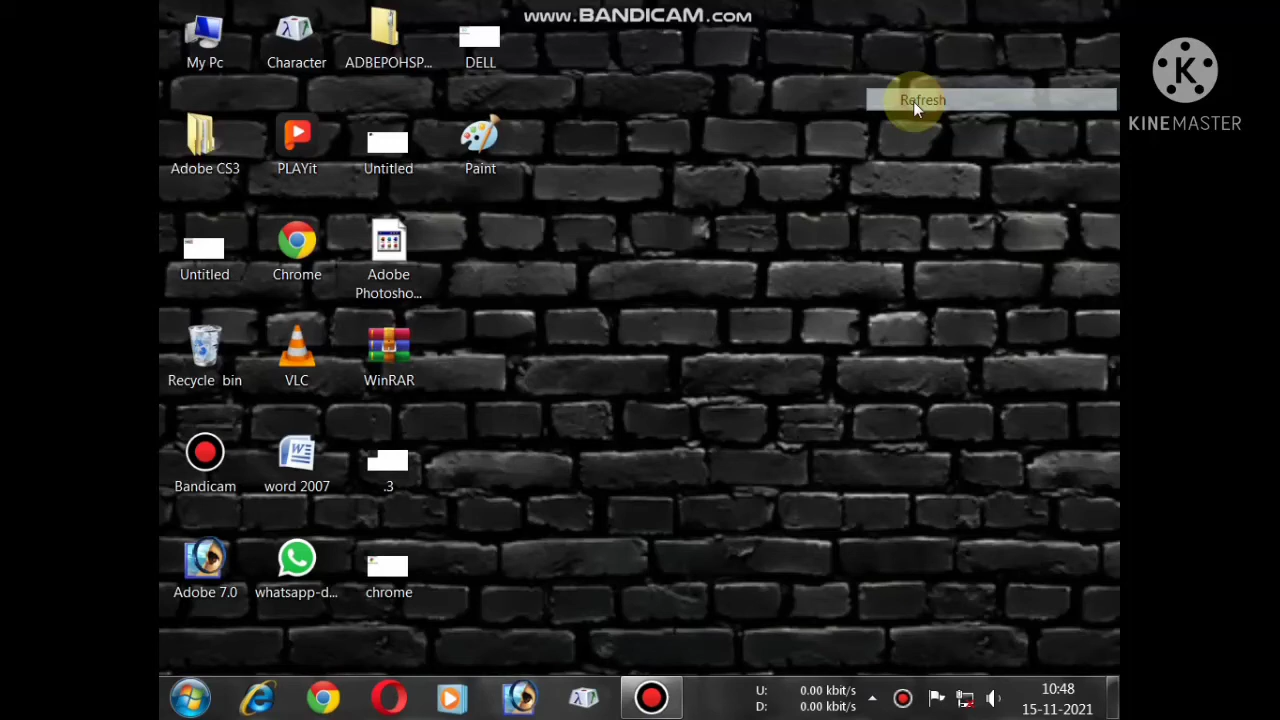 www.BANDICAM.com
My Pc
Character
ADBEPOHSP...
DELL
Refresh
K
KINEMASTER
Adobe CS3
PLAYit
Untitled
Paint
Untitled
Chrome
Adobe
Photosho...
Recycle bin
VLC
WinRAR
Bandicam
word 2007
.3
Adobe 7.0
whatsapp-d...
chrome
U: 0.00 kbit/s
D: 0.00 kbit/s
10:48
15-11-2021